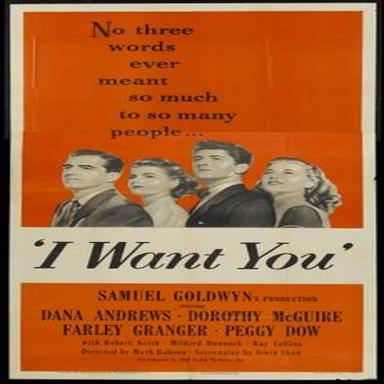 No three
words
ever
meant
so much
to so many
people...
'I Want You'
SAMUEL GOLDWYN'S PRODUCTION
starring
DANA ANDREWS · DOROTHY McGUIRE
FARLEY GRANGER · PEGGY DOW
with Robert Keith · Mildred Dunnock · Ray Collins
Directed by Mark Robson · Screenplay by Irwin Shaw